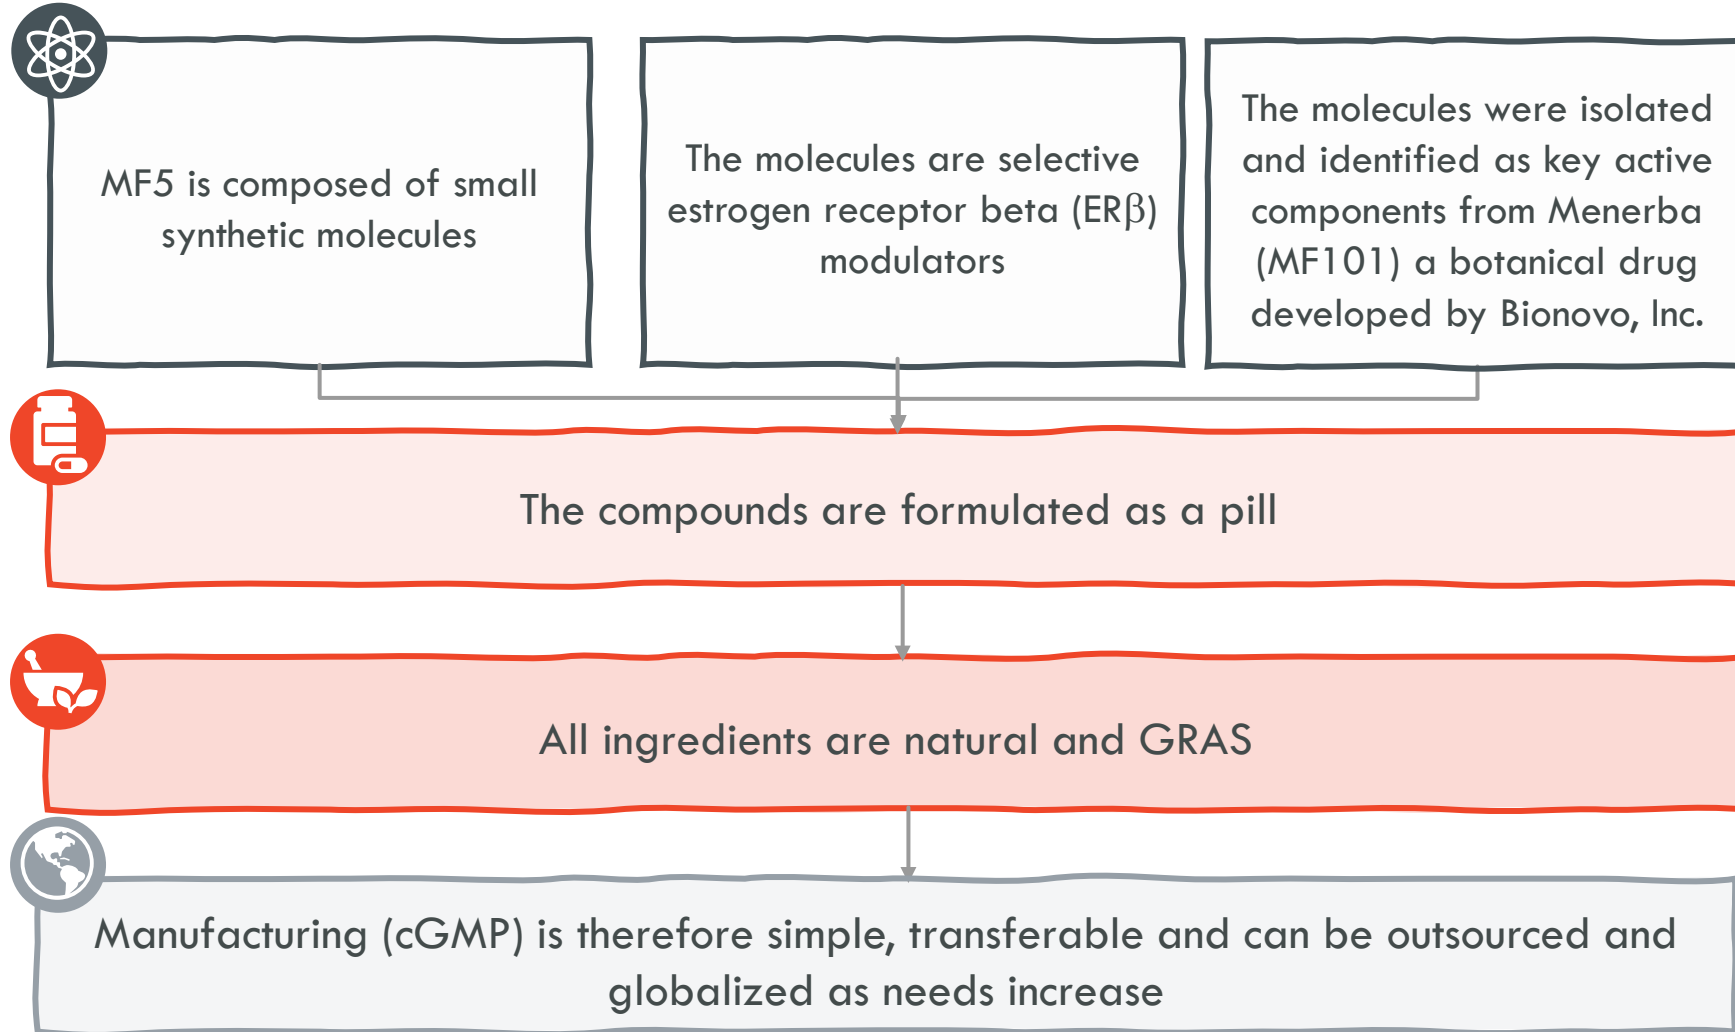 MF5 is composed of small
synthetic molecules
The molecules are selective
estrogen receptor beta (ERβ)
modulators
The molecules were isolated
and identified as key active
components from Menerba
(MF101) a botanical drug
developed by Bionovo, Inc.
The compounds are formulated as a pill
All ingredients are natural and GRAS
Manufacturing (cGMP) is therefore simple, transferable and can be outsourced and
globalized as needs increase